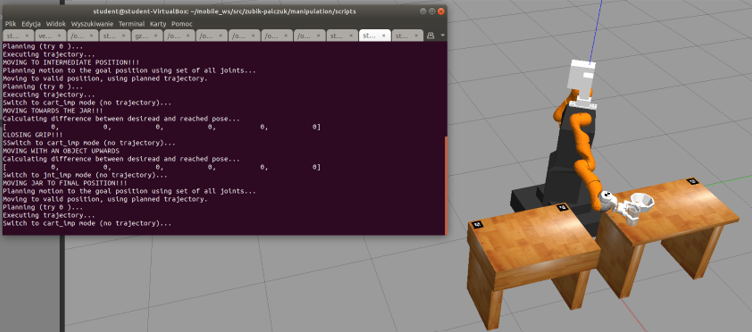 student@student-VirtualBox: ~/mobile_ws/src/zubik-palczuk/manipulation/scripts
Plik Edycja Widok Wyszukiwanie Terminal Karty Pomoc
st... ve... /o... st... gz... /o... /o... /o... /o... st... st... st...
Planning (try 0 )...
Executing trajectory...
MOVING TO INTERMEDIATE POSITION!!!
Planning motion to the goal position using set of all joints...
Moving to valid position, using planned trajectory.
Planning (try 0 )...
Executing trajectory...
Switch to cart_imp mode (no trajectory)...
MOVING TOWARDS THE JAR!!!
Calculating difference between desiread and reached pose...
[ 0, 0, 0, 0, 0, 0]
CLOSING GRIP!!!
SSwitch to cart_imp mode (no trajectory)...
MOVING WITH AN OBJECT UPWARDS
Calculating difference between desiread and reached pose...
[ 0, 0, 0, 0, 0, 0]
Switch to jnt_imp mode (no trajectory)...
MOVING JAR TO FINAL POSITION!!!
Planning motion to the goal position using set of all joints...
Moving to valid position, using planned trajectory.
Planning (try 0 )...
Executing trajectory...
Switch to cart_imp mode (no trajectory)...